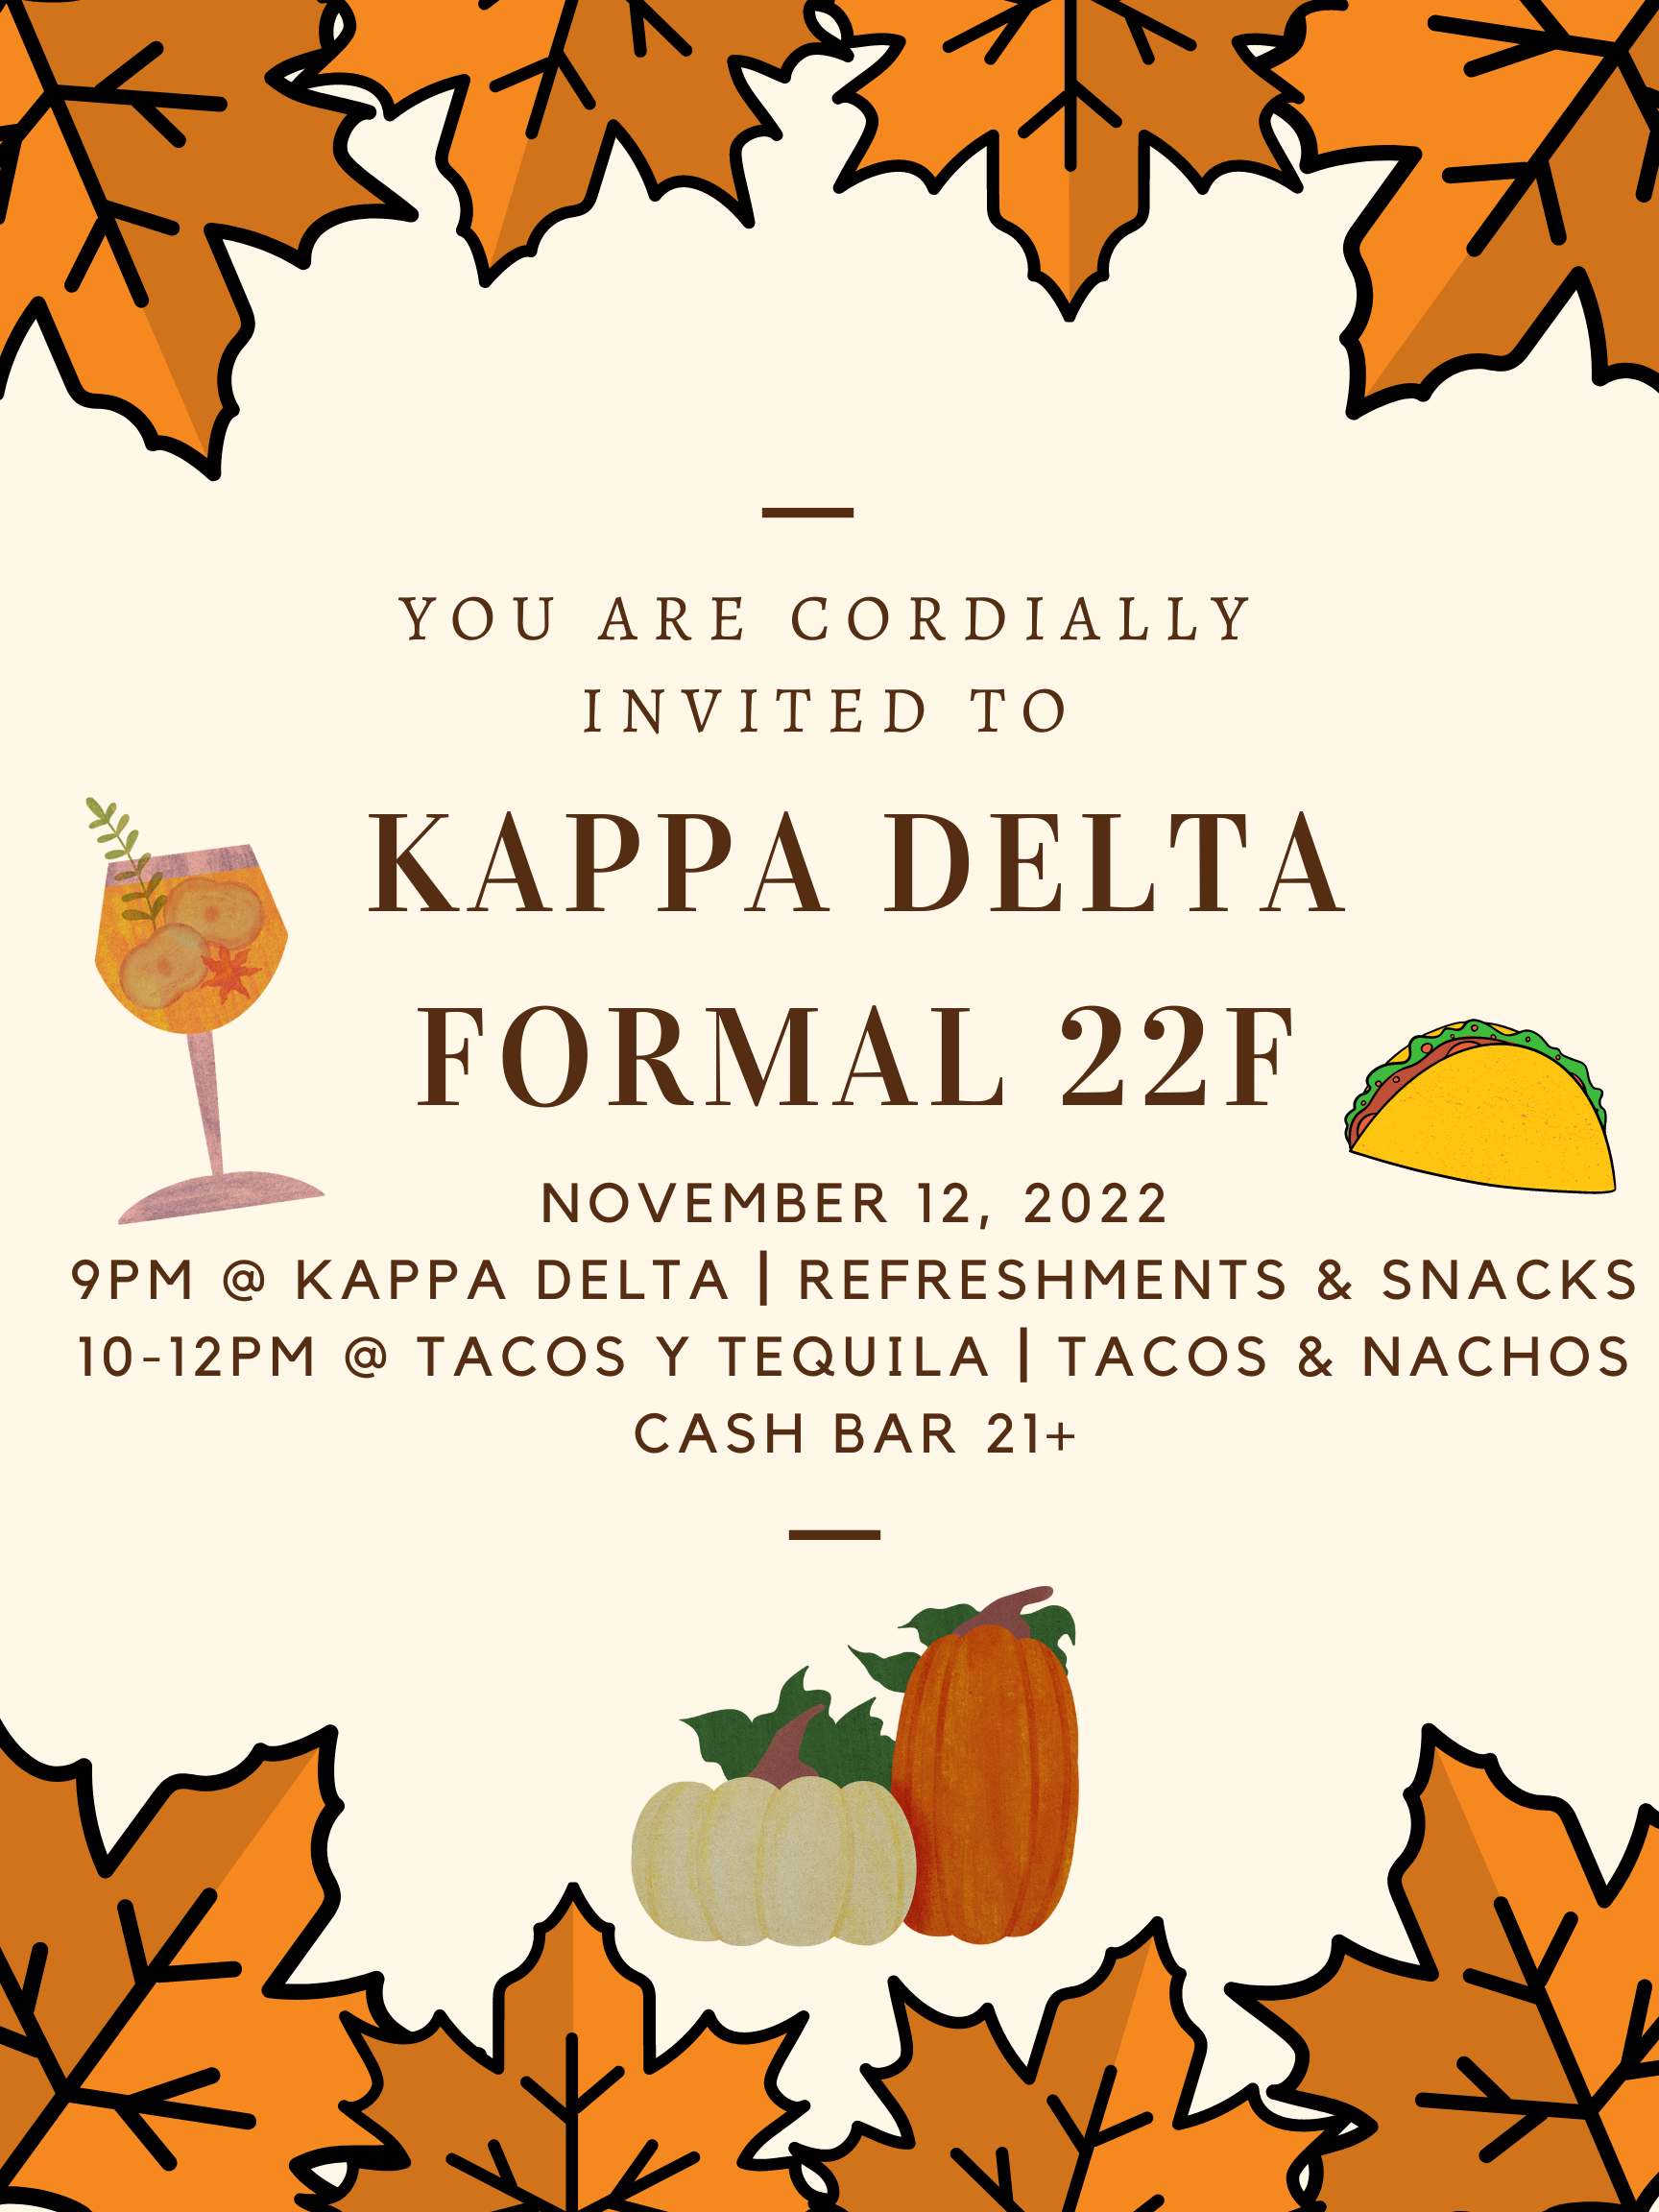 YOU ARE CORDIALLY
INVITED TO
KAPPA DELTA
FORMAL 22F
NOVEMBER 12, 2022
9PM @ KAPPA DELTA | REFRESHMENTS & SNACKS
10-12PM @ TACOS Y TEQUILA | TACOS & NACHOS
CASH BAR 21+